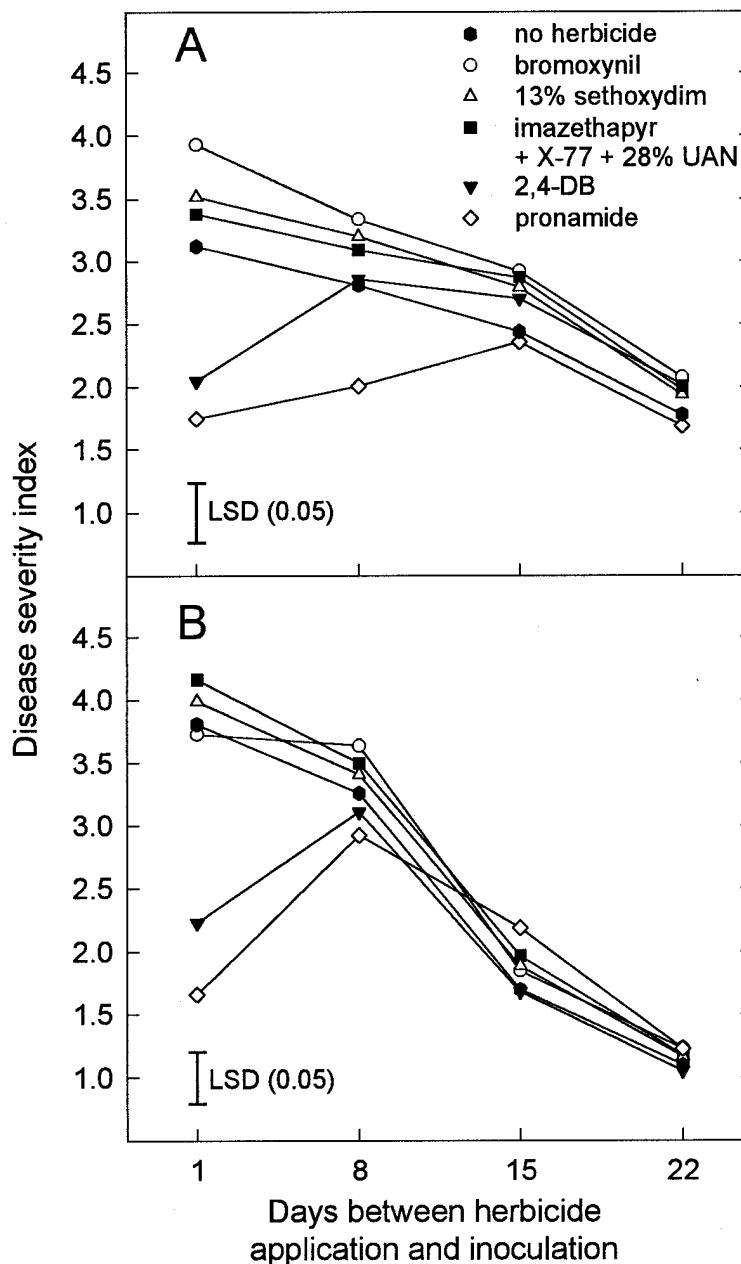 A
no herbicide
bromoxynil
13% sethoxydim
imazethapyr
+ X-77 + 28% UAN
2,4-DB
pronamide
4.5
4.0
3.5
3.0
2.5
2.0
1.5
1.0
LSD (0.05)
Disease severity index
B
4.5
4.0
3.5
3.0
2.5
2.0
1.5
1.0
LSD (0.05)
1 8 15 22
Days between herbicide
application and inoculation